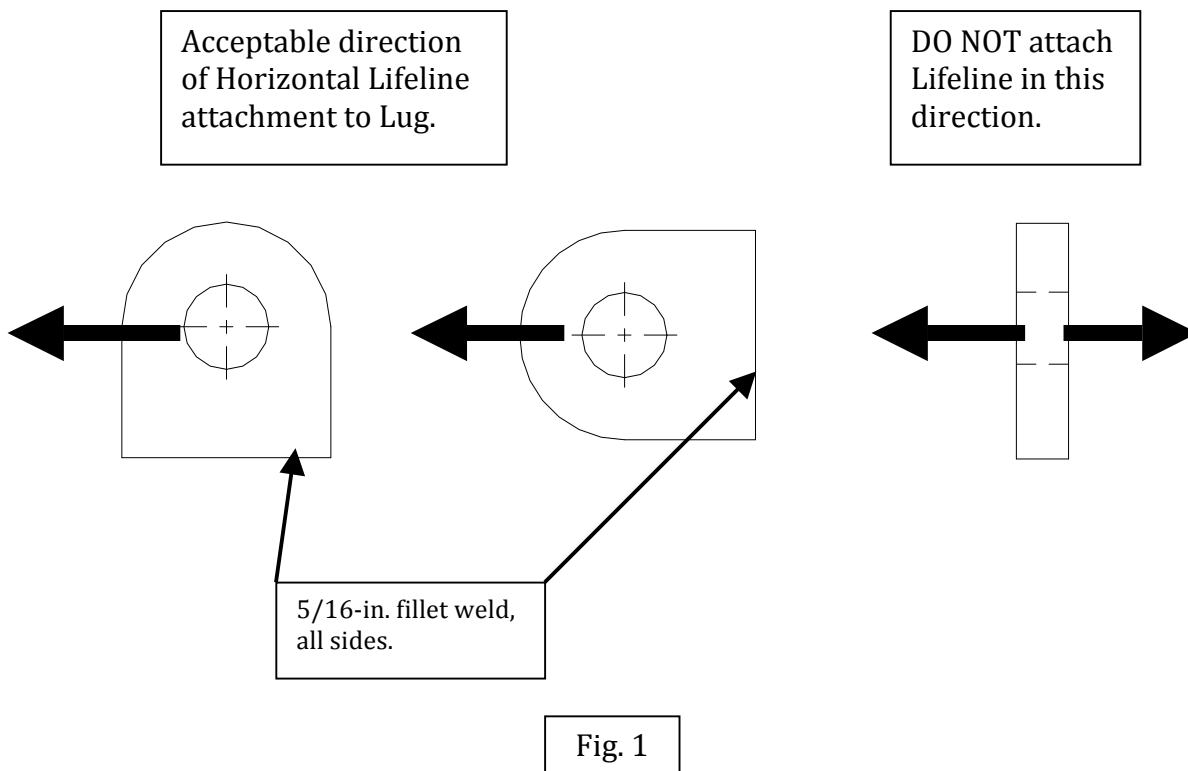 Acceptable direction
of Horizontal Lifeline
attachment to Lug.
DO NOT attach
Lifeline in this
direction.
5/16-in. fillet weld,
all sides.
Fig. 1